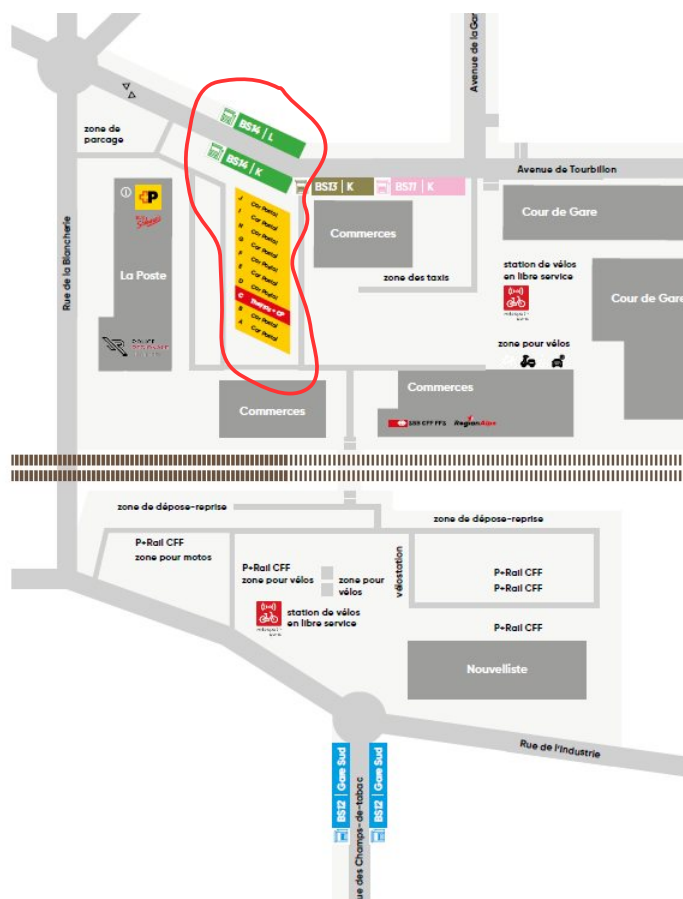 Avenue de la Gar
BS14 | L
zone de
parcage
BS14 | K
BS13 | K
BS11 | K
Avenue de Tourbillon
P
Cour de Gare
J Car Postal
I Car Postal
H Car Postal
G Car Postal
F Car Postal
E Car Postal
D Car Postal
C
B Car Postal
A Car Postal
Commerces
Rue de la Blancherie
La Poste
zone des taxis
station de vélos
en libre service
Cour de Gare
POLICE
zone pour vélos
Commerces
Commerces
SBB CFF FFS
RegionAlps
zone de dépose-reprise
zone de dépose-reprise
P+Rail CFF
zone pour motos
P+Rail CFF
zone pour vélos
zone pour
vélos
vélostation
P+Rail CFF
P+Rail CFF
station de vélos
en libre service
P+Rail CFF
Nouvelliste
Rue de l'Industrie
BS12 | Gare Sud
BS12 | Gare Sud
ue des Champs-de-tabac